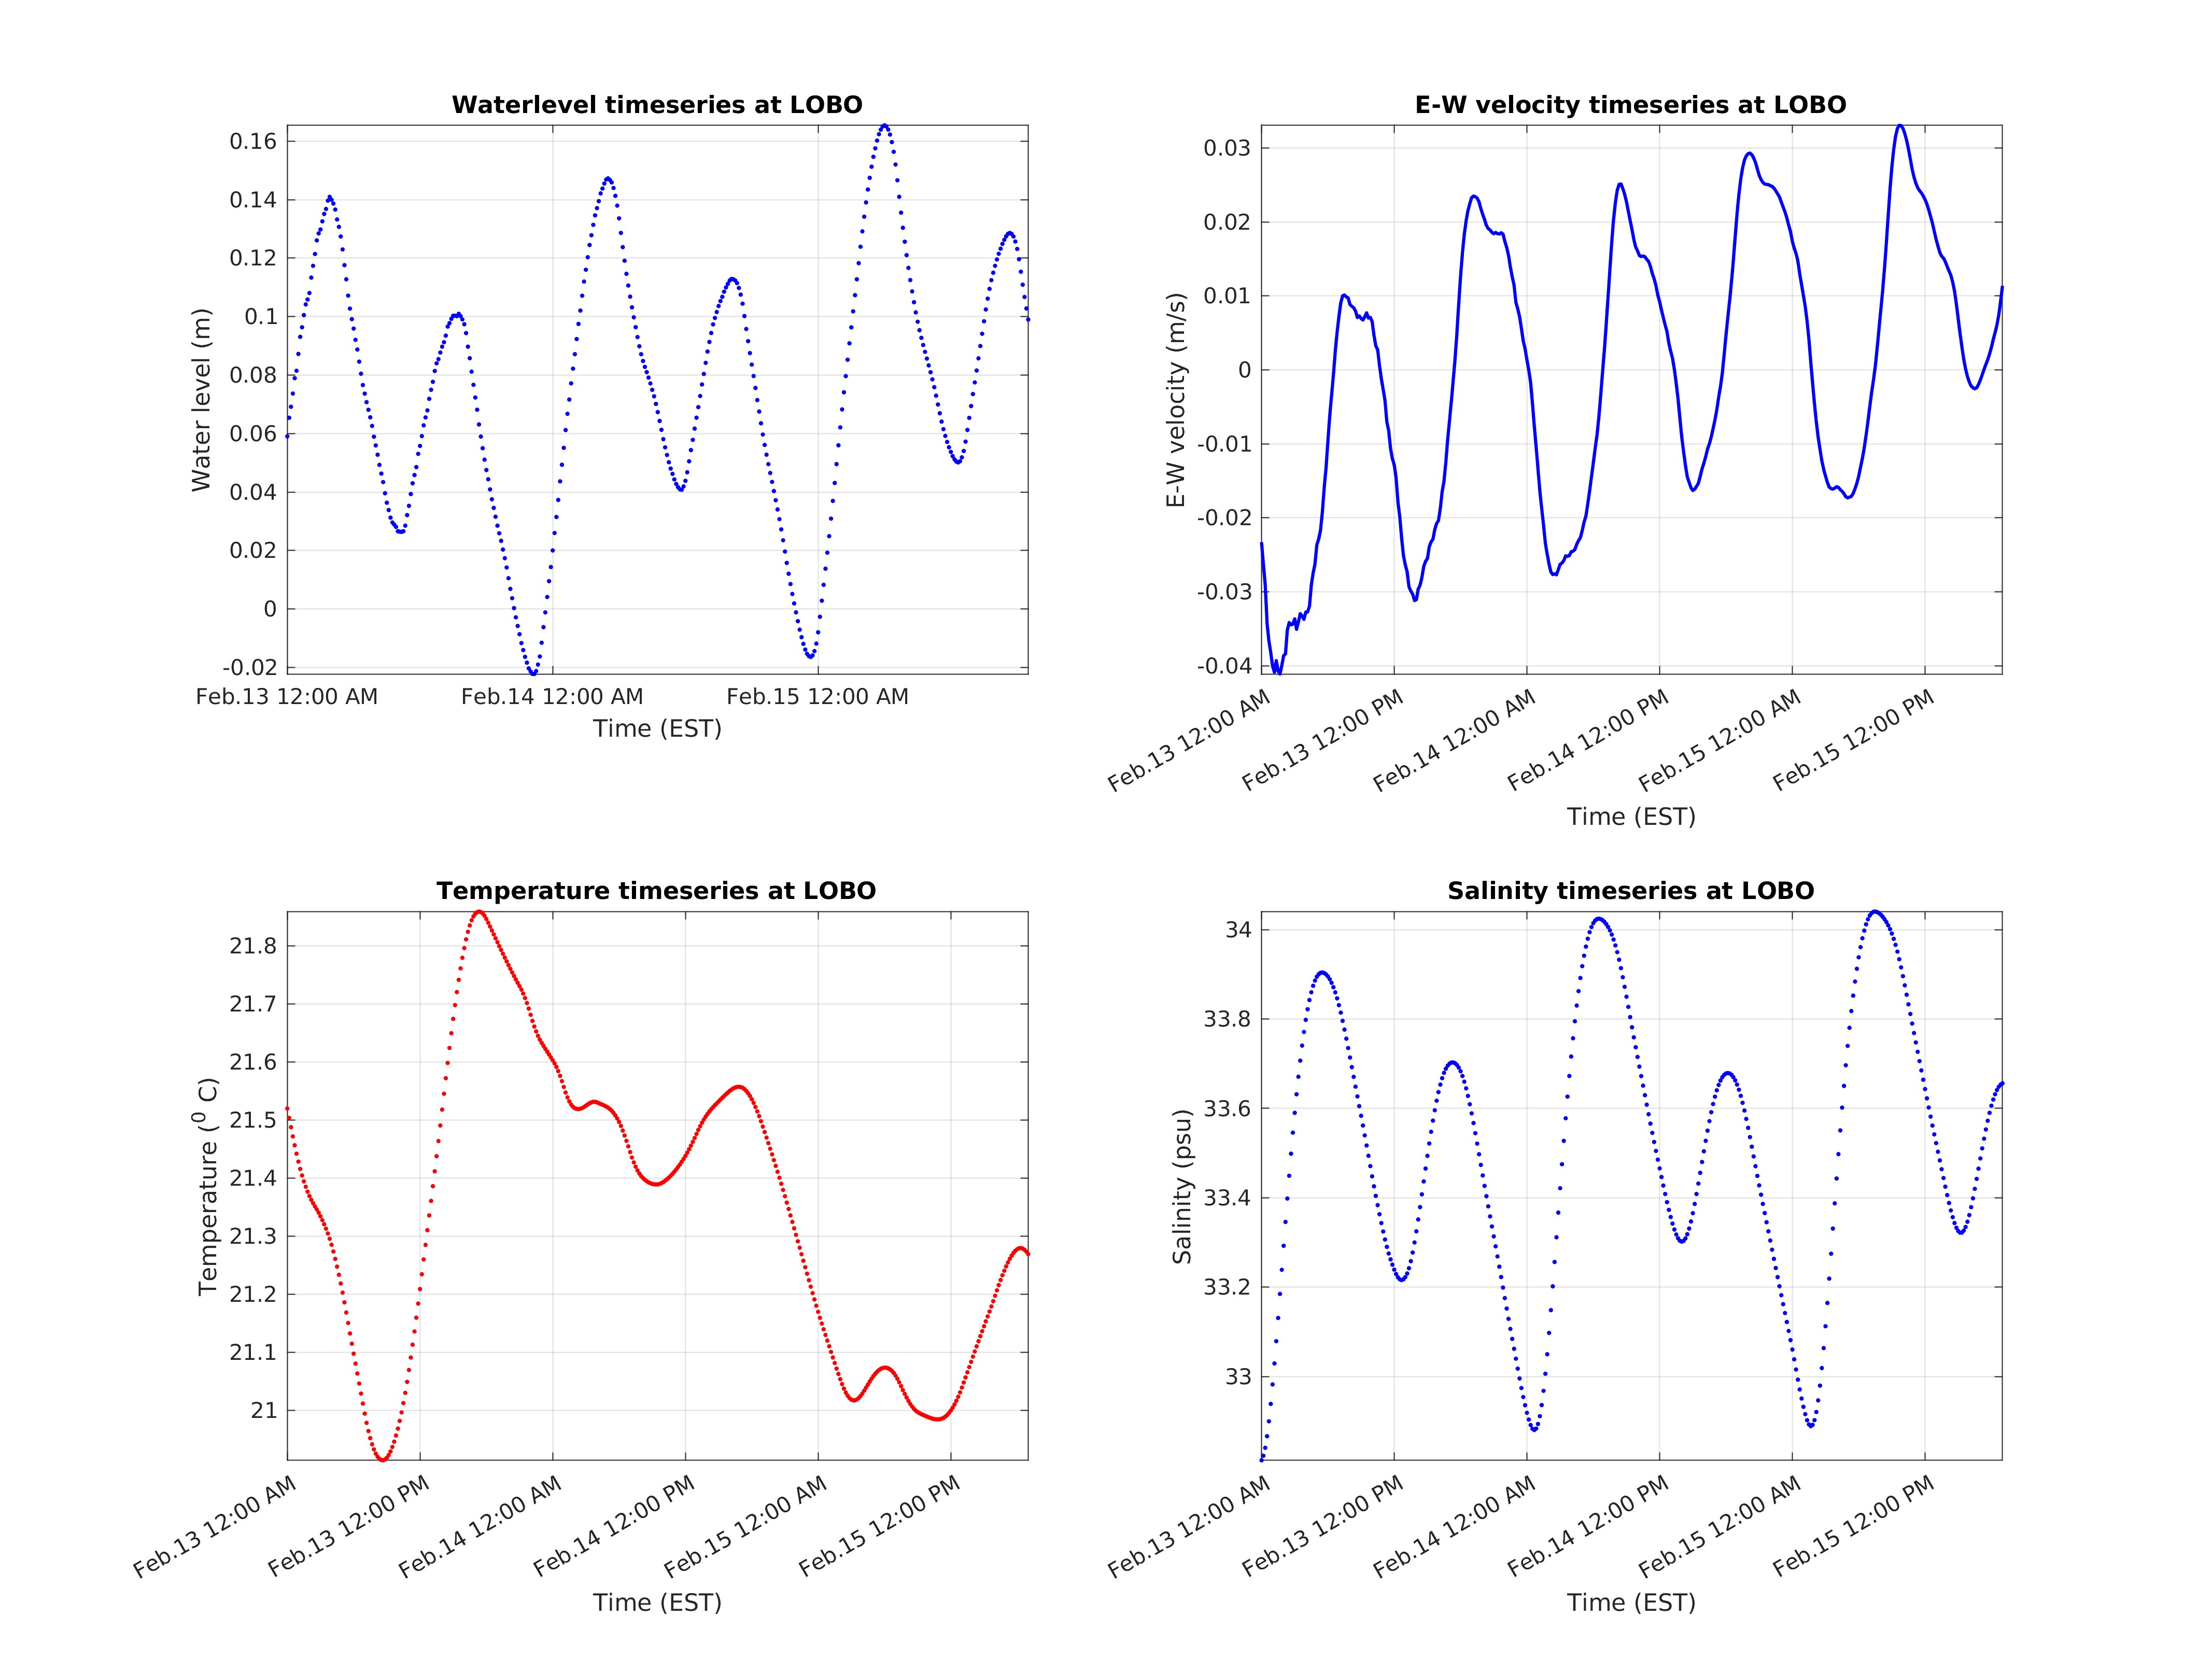 Waterlevel timeseries at LOBO
0.16
0.14
0.12
0.1
0.08
0.06
0.04
0.02
0
-0.02
Water level (m)
Feb.13 12:00 AM
Feb.14 12:00 AM
Feb.15 12:00 AM
Time (EST)
E-W velocity timeseries at LOBO
0.03
0.02
0.01
0
-0.01
-0.02
-0.03
-0.04
E-W velocity (m/s)
Feb.13 12:00 AM
Feb.13 12:00 PM
Feb.14 12:00 AM
Feb.14 12:00 PM
Feb.15 12:00 AM
Feb.15 12:00 PM
Time (EST)
Temperature timeseries at LOBO
21.8
21.7
21.6
21.5
21.4
21.3
21.2
21.1
21
Temperature (⁰ C)
Feb.13 12:00 AM
Feb.13 12:00 PM
Feb.14 12:00 AM
Feb.14 12:00 PM
Feb.15 12:00 AM
Feb.15 12:00 PM
Time (EST)
Salinity timeseries at LOBO
34
33.8
33.6
33.4
33.2
33
Salinity (psu)
Feb.13 12:00 AM
Feb.13 12:00 PM
Feb.14 12:00 AM
Feb.14 12:00 PM
Feb.15 12:00 AM
Feb.15 12:00 PM
Time (EST)